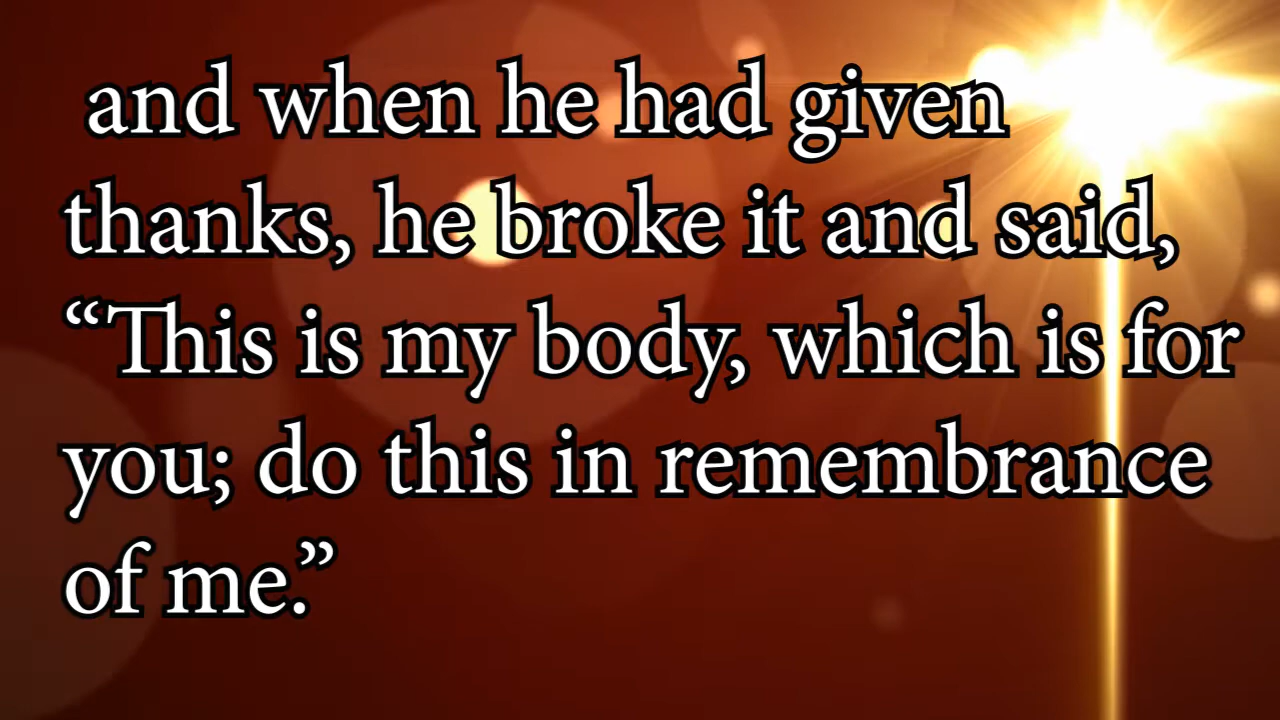 and when he had given
thanks, he broke it and said,
“This is my body, which is for
you; do this in remembrance
of me.”